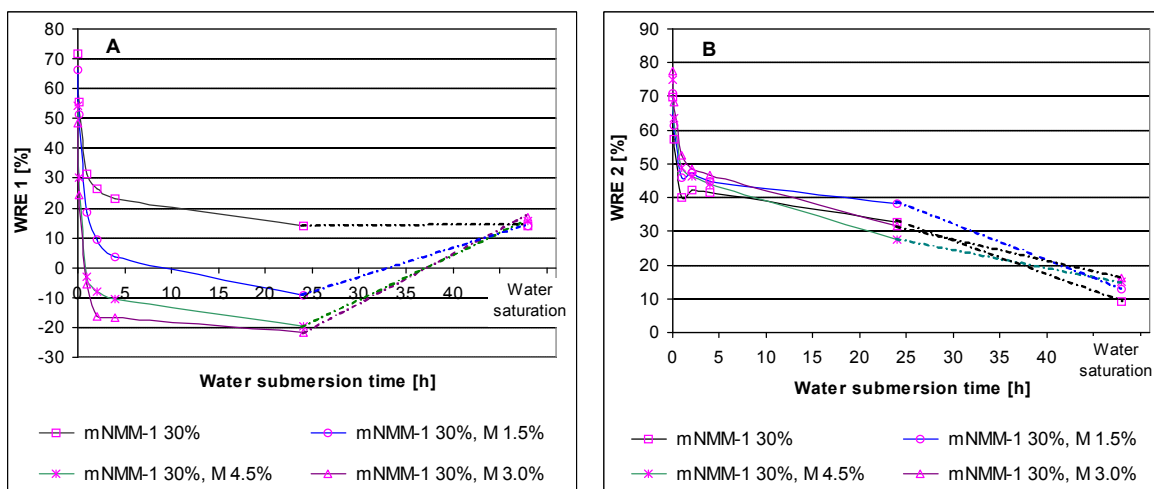 A
WRE 1 [%]
80
70
60
50
40
30
20
10
0
-10
-20
-30
0 5 10 15 20 25 30 35 40
Water
saturation
Water submersion time [h]
mNMM-1 30%
mNMM-1 30%, M 1.5%
mNMM-1 30%, M 4.5%
mNMM-1 30%, M 3.0%
B
WRE 2 [%]
90
80
70
60
50
40
30
20
10
0
0 5 10 15 20 25 30 35 40
Water
saturation
Water submersion time [h]
mNMM-1 30%
mNMM-1 30%, M 1.5%
mNMM-1 30%, M 4.5%
mNMM-1 30%, M 3.0%